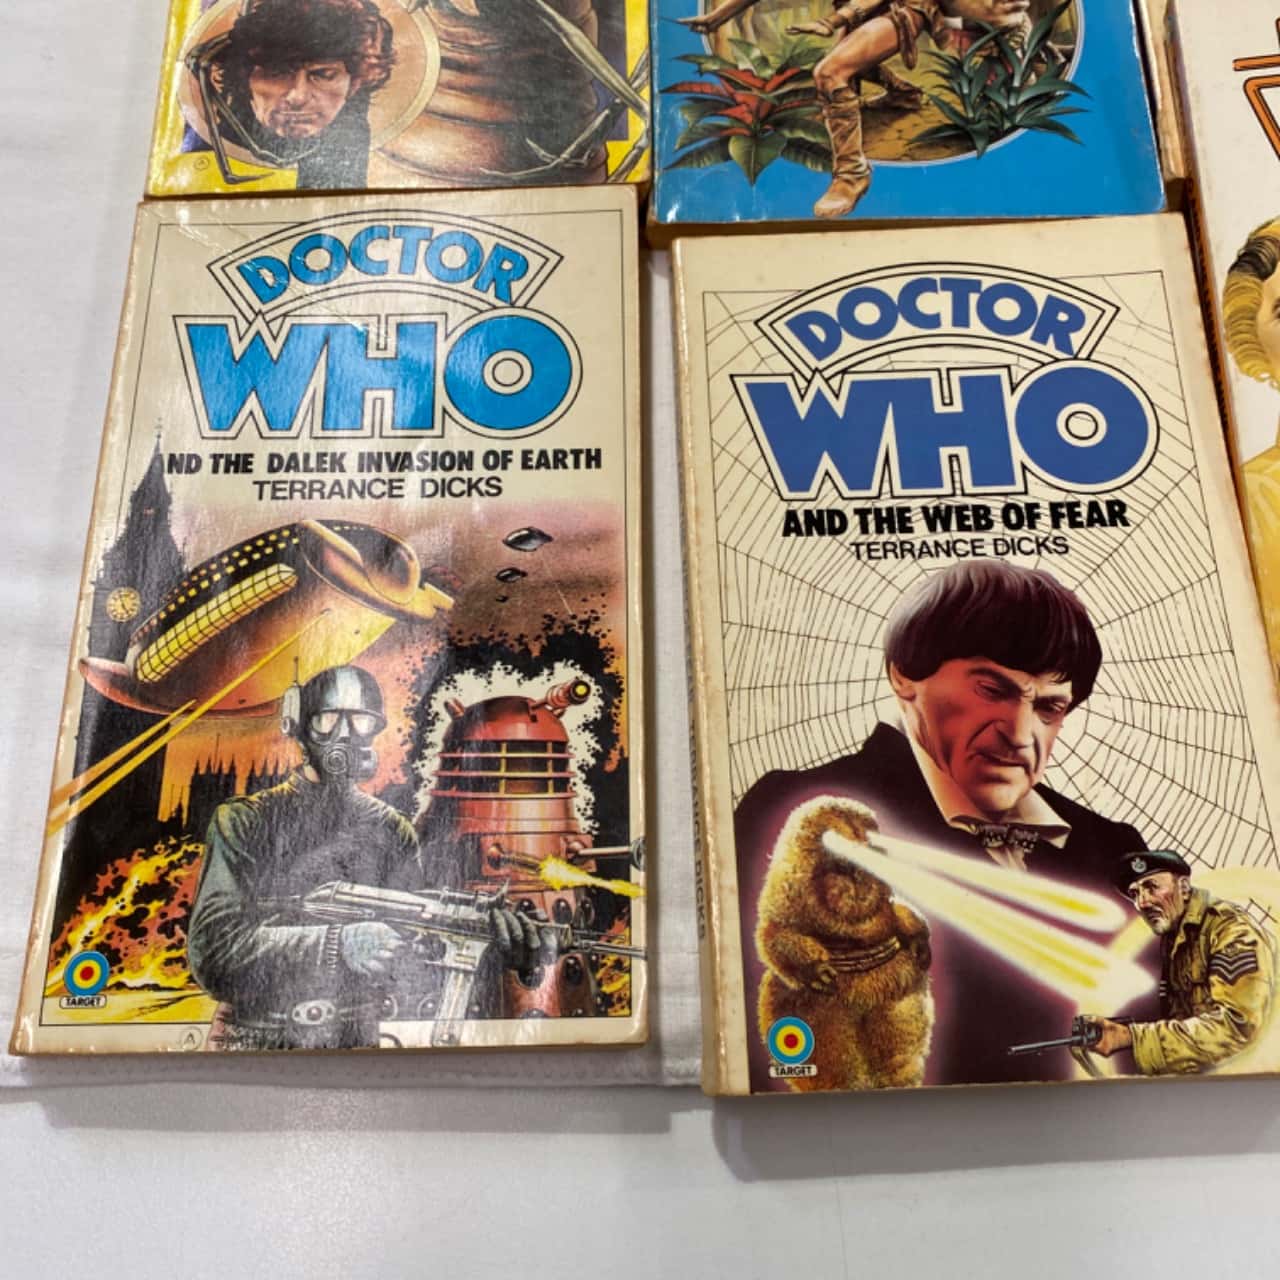 DOCTOR
WHO
ND THE DALEK INVASION OF EARTH
TERRANCE DICKS
TARGET
A
DOCTOR
WHO
AND THE WEB OF FEAR
TERRANCE DICKS
TARGET